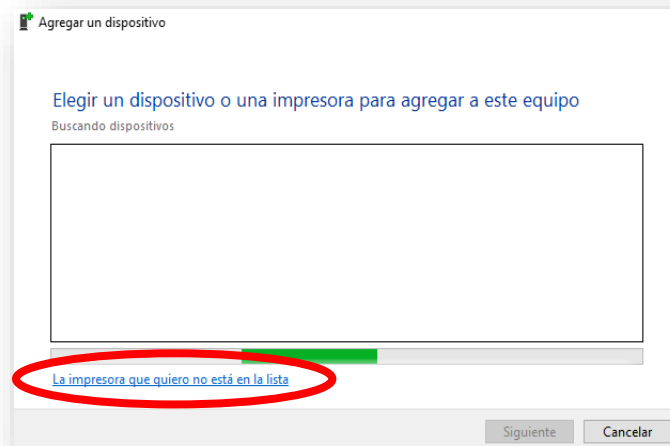 Agregar un dispositivo
Elegir un dispositivo o una impresora para agregar a este equipo
Buscando dispositivos
La impresora que quiero no está en la lista
Siguiente
Cancelar